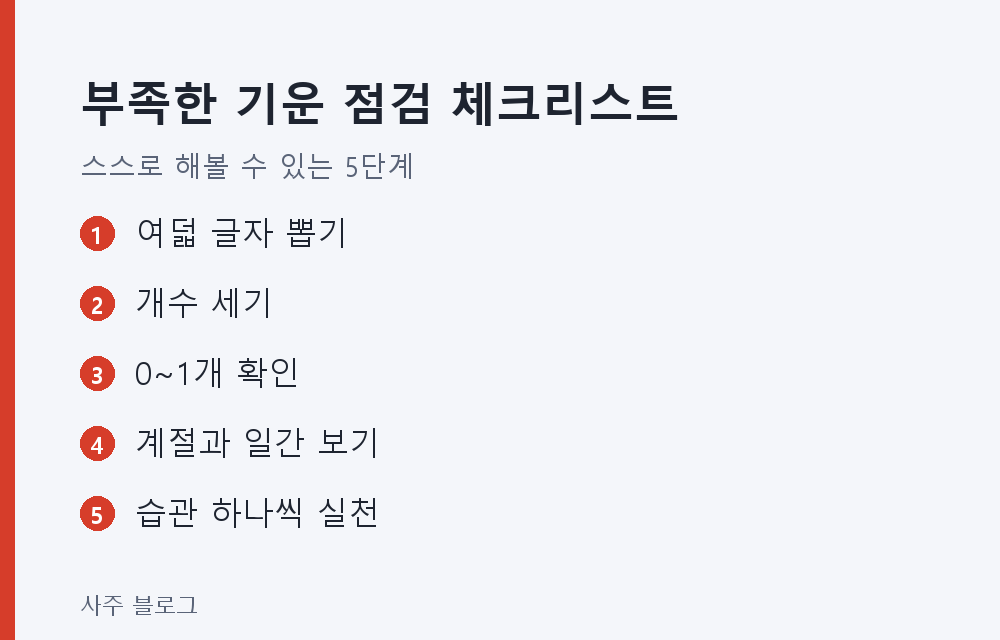 부족한 기운 점검 체크리스트
스스로 해볼 수 있는 5단계
1 여덟 글자 뽑기
2 개수 세기
3 0~1개 확인
4 계절과 일간 보기
5 습관 하나씩 실천
사주 블로그